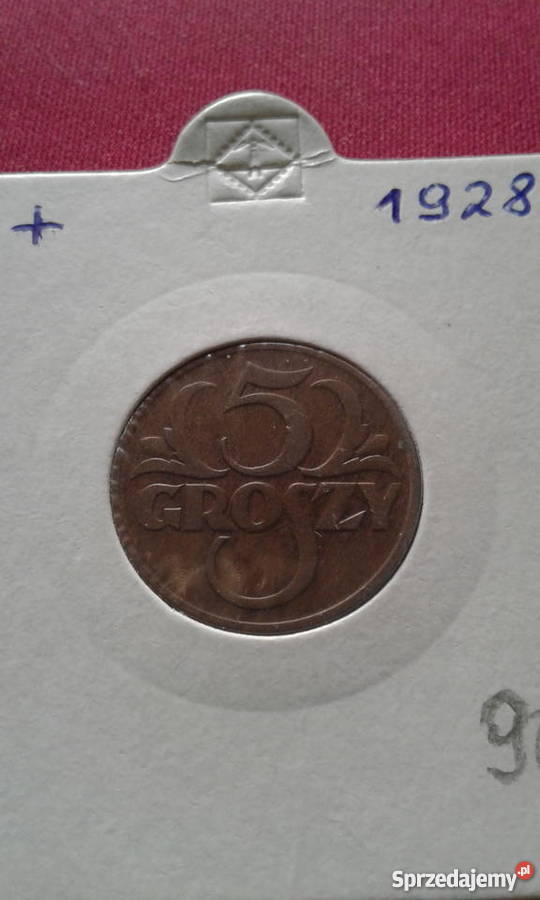 + 1928
5
GROSZY
Sprzedajemy.pl